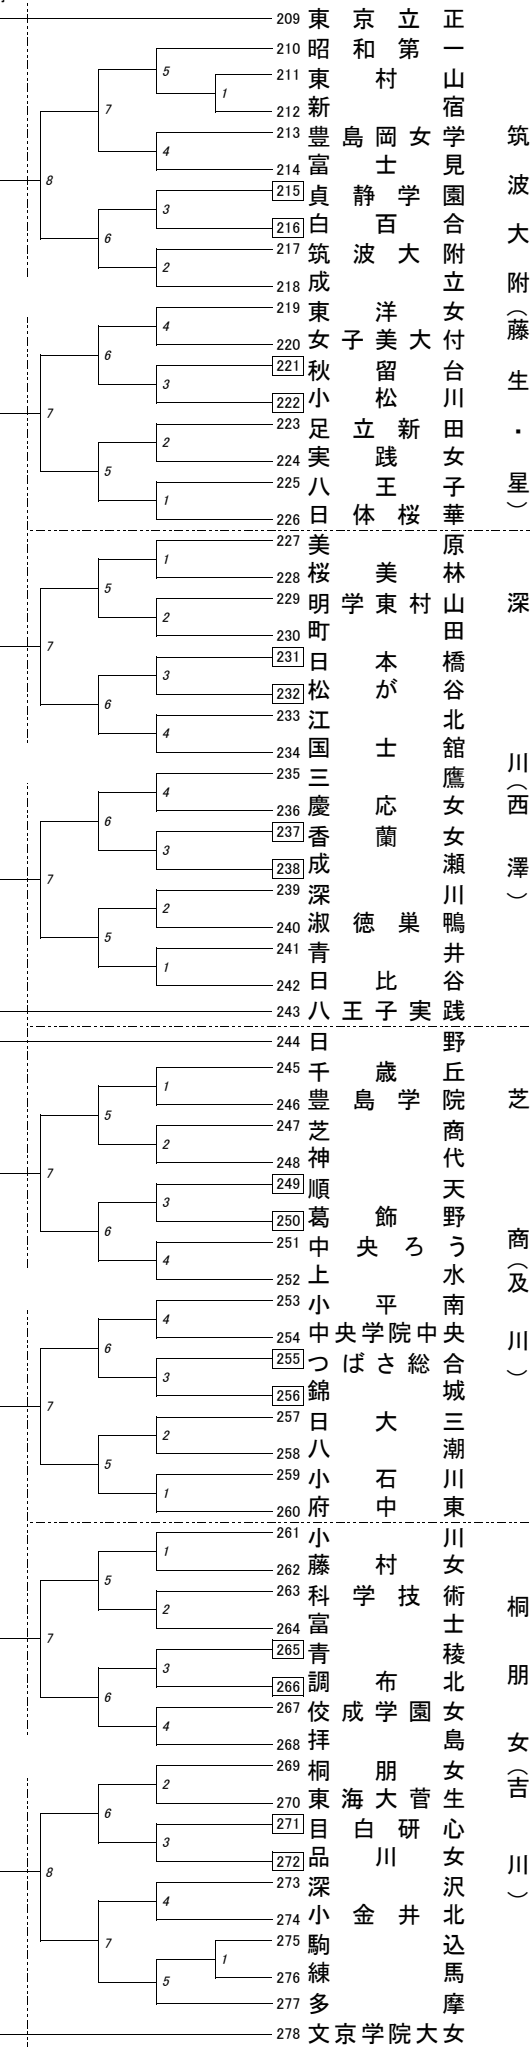 209 東京立正
210 昭和第一
5
211 東村山
1
212 新宿
7
213 豊島岡女学
4
214 富士見
8
215 貞静学園
3
216 白百合
6
217 筑波大附
2
218 成立
筑波大附(藤生・星)
219 東洋女
4
220 女子美大付
6
221 秋留台
3
222 小松川
7
223 足立新田
2
224 実践女
5
225 八王子
1
226 日体桜華
227 美原
1
228 桜美林
5
229 明学東村山
2
230 町田
7
231 日本橋
3
232 松が谷
6
233 江北
4
234 国士舘
深川(西澤)
235 三鷹
4
236 慶応女
6
237 香蘭女
3
238 成瀬
7
239 深川
2
240 淑徳巣鴨
5
241 青井
1
242 日比谷
243 八王子実践
244 日野
245 千歳丘
1
246 豊島学院
5
247 芝商
2
248 神代
7
249 順天
3
250 葛飾野
6
251 中央ろう
4
252 上水
芝商(及川)
253 小平南
4
254 中央学院中央
6
255 つばさ総合
3
256 錦城
7
257 日大三
2
258 八潮
5
259 小石川
1
260 府中東
261 小川
1
262 藤村女
5
263 科学技術
2
264 富士
7
265 青稜
3
266 調布北
6
267 佼成学園女
4
268 拝島
桐朋女(吉川)
269 桐朋女
2
270 東海大菅生
6
271 目白研心
3
272 品川女
8
273 深沢
4
274 小金井北
7
275 駒込
1
276 練馬
5
277 多摩
278 文京学院大女